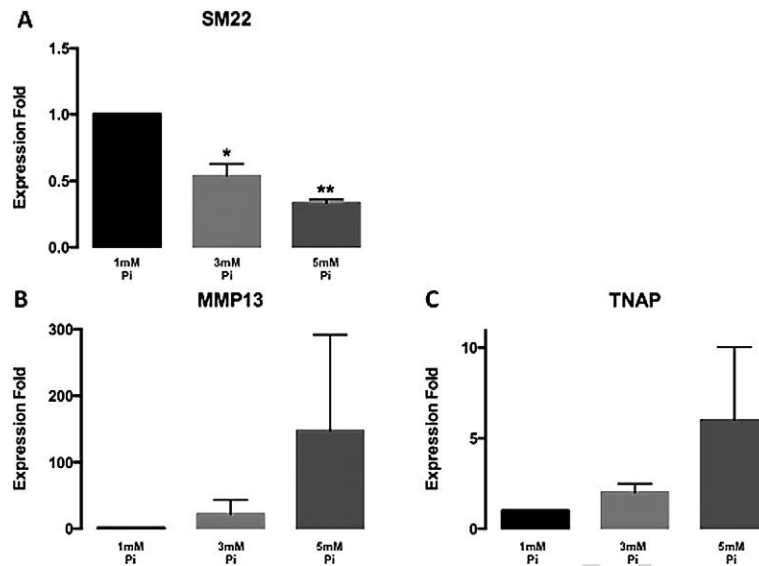 A
SM22
Expression Fold
1.5
1.0
0.5
0.0
*
**
1mM
Pi
3mM
Pi
5mM
Pi
B
MMP13
Expression Fold
300
200
100
0
1mM
Pi
3mM
Pi
5mM
Pi
C
TNAP
Expression Fold
10
5
0
1mM
Pi
3mM
Pi
5mM
Pi